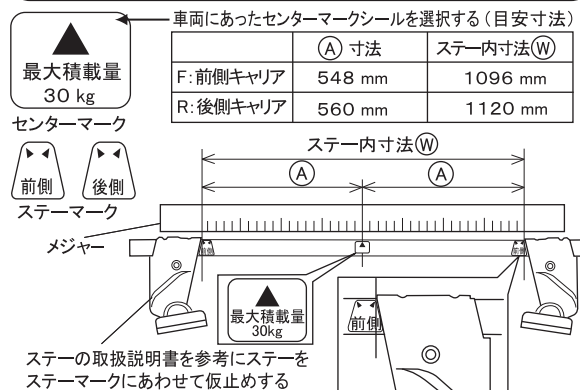 車両にあったセンターマークシールを選択する(目安寸法)
最大積載量
30 kg
センターマーク
Ⓐ 寸法 ステー内寸法Ⓦ
F:前側キャリア 548 mm 1096 mm
R:後側キャリア 560 mm 1120 mm
前側 後側
ステーマーク
ステー内寸法Ⓦ
Ⓐ Ⓐ
メジャー
前側
最大積載量
30kg
前側
ステーの取扱説明書を参考にステーを
ステーマークにあわせて仮止めする